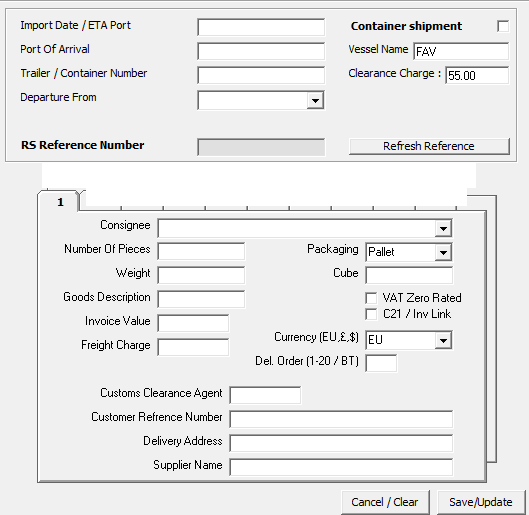 Import Date / ETA Port Container shipment
Port Of Arrival Vessel Name FAV
Trailer / Container Number Clearance Charge : 55.00
Departure From
RS Reference Number Refresh Reference
1
Consignee
Number Of Pieces Packaging Pallet
Weight Cube
Goods Description VAT Zero Rated
Invoice Value C21 / Inv Link
Freight Charge Currency (EU,£,$) EU
Del. Order (1-20 / BT)
Customs Clearance Agent
Customer Refrence Number
Delivery Address
Supplier Name
Cancel / Clear Save/Update